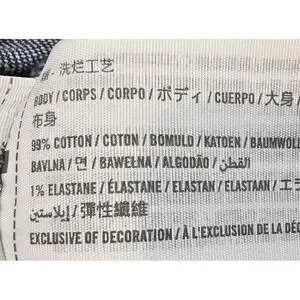 - 洗烂工艺
BODY / CORPS / CORPO / ボディ / CUERPO / 大身 /
布身
99% COTTON / COTON / BOMULD / KATOEN / BAUMWOLL
BAVLNA / 면 / BAWEŁNA / ALGODÃO / القطن /
1% ELASTANE / ÉLASTANE / ELASTAN / ELASTAAN / エラ
إيلاستين / 彈性纖維
EXCLUSIVE OF DECORATION / À L'EXCLUSION DE LA DÉC